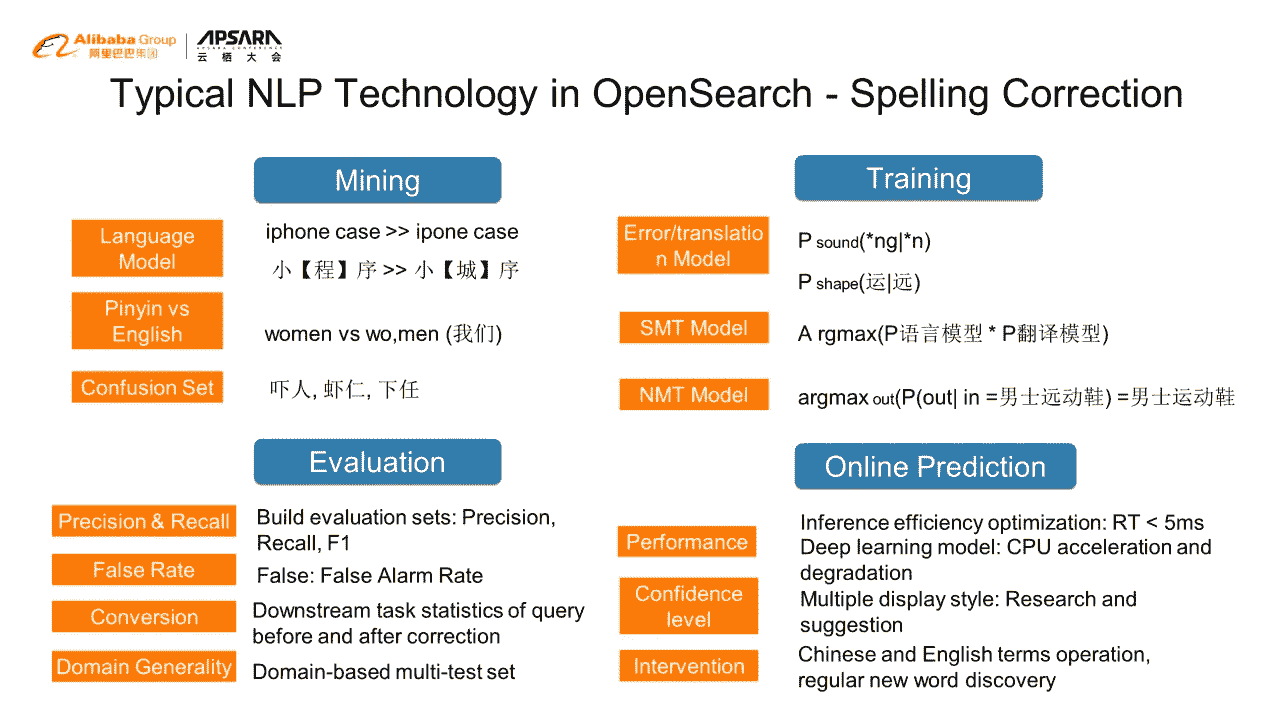 Alibaba Group
阿里巴巴集团
APSARA
APSARA CONFERENCE
云栖大会
Typical NLP Technology in OpenSearch - Spelling Correction
Mining
Language
Model
iphone case >> ipone case
小【程】序 >> 小【城】序
Pinyin vs
English
women vs wo,men (我们)
Confusion Set
吓人, 虾仁, 下任
Training
Error/translatio
n Model
P sound(*ng|*n)
P shape(运|远)
SMT Model
A rgmax(P语言模型 * P翻译模型)
NMT Model
argmax out(P(out| in =男士远动鞋) =男士运动鞋
Evaluation
Precision & Recall
Build evaluation sets: Precision,
Recall, F1
False Rate
False: False Alarm Rate
Conversion
Downstream task statistics of query
before and after correction
Domain Generality
Domain-based multi-test set
Online Prediction
Performance
Inference efficiency optimization: RT < 5ms
Deep learning model: CPU acceleration and
degradation
Confidence
level
Multiple display style: Research and
suggestion
Intervention
Chinese and English terms operation,
regular new word discovery